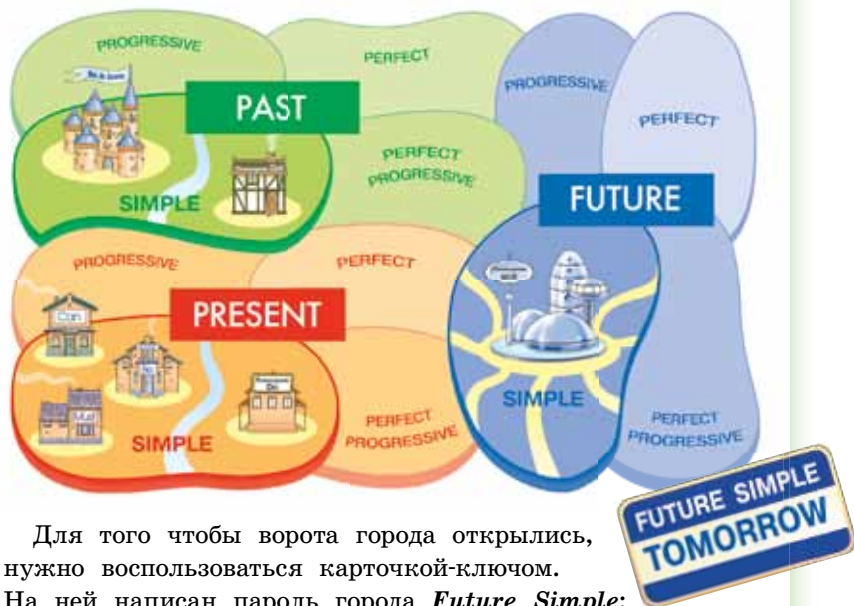 PROGRESSIVE
PERFECT
PAST
PERFECT
PROGRESSIVE
SIMPLE
PROGRESSIVE
PERFECT
FUTURE
SIMPLE
PERFECT
PROGRESSIVE
PROGRESSIVE
PERFECT
PRESENT
Can
SIMPLE
PERFECT
PROGRESSIVE
FUTURE SIMPLE
TOMORROW
Для того чтобы ворота города открылись,
нужно воспользоваться карточкой-ключом.
На ней написан пароль города Future Simple: